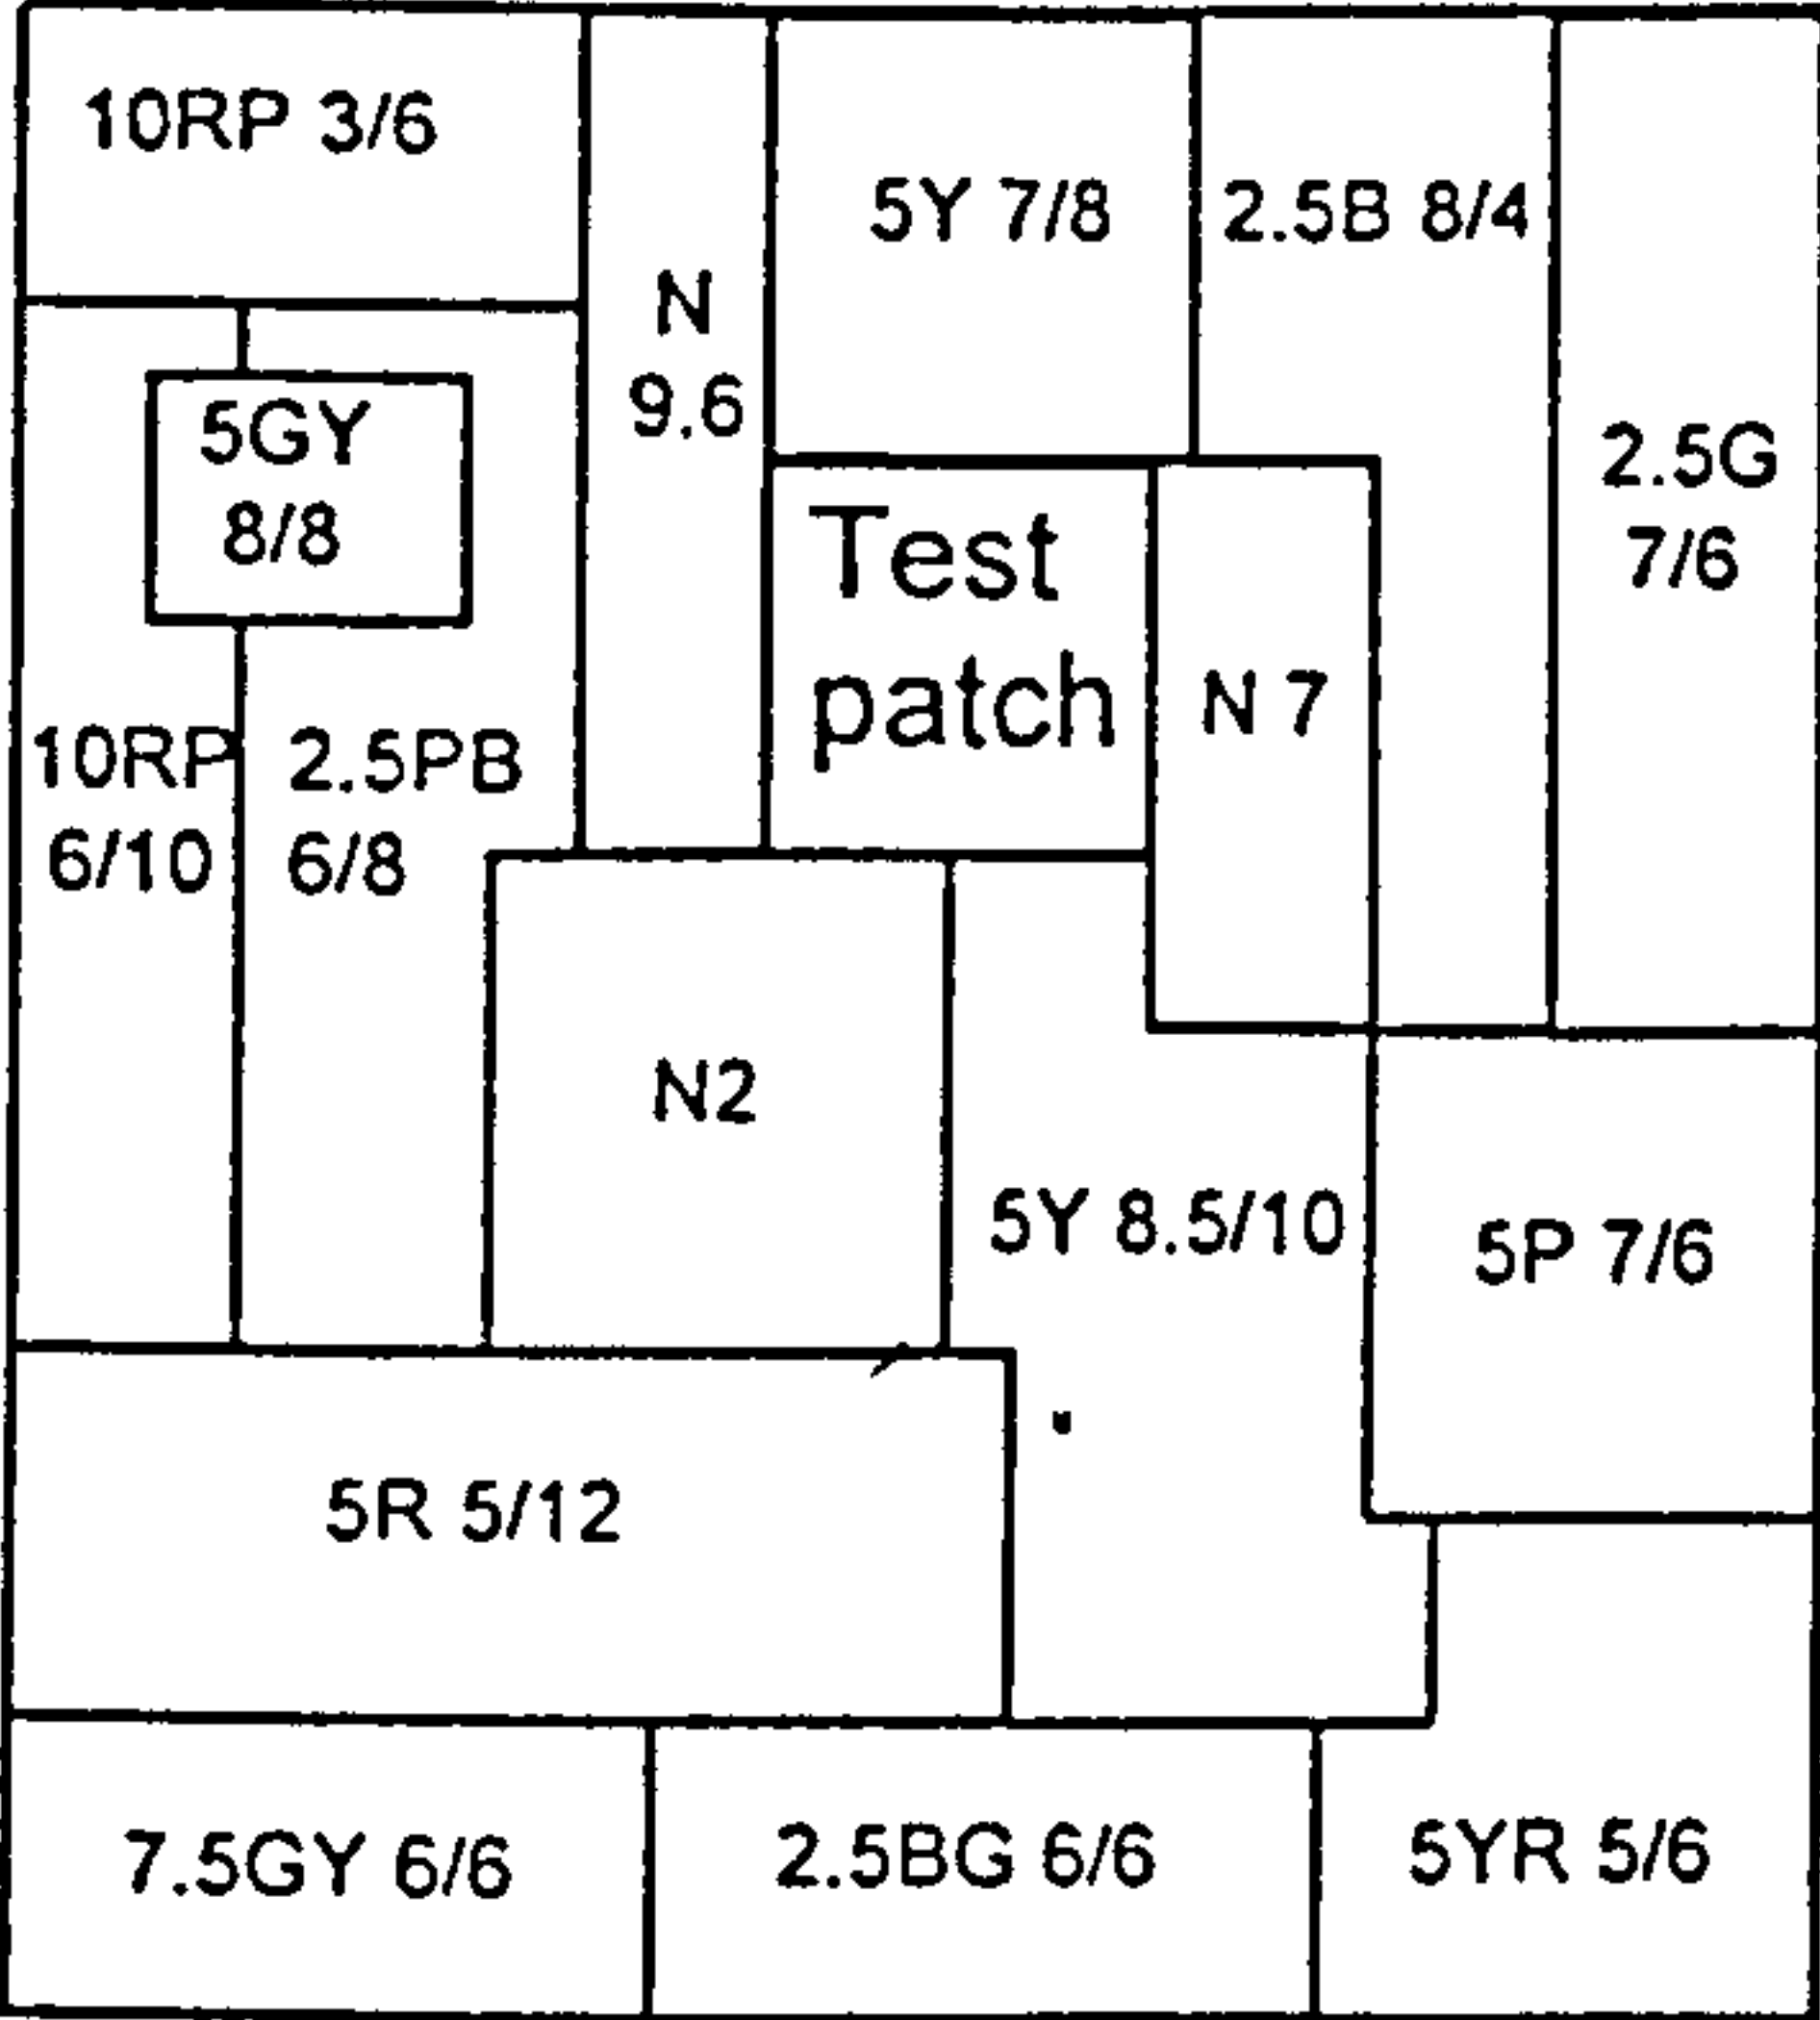 10RP 3/6
N
9.6
5Y 7/8
2.5B 8/4
2.5G
7/6
5GY
8/8
Test
patch
N 7
10RP
6/10
2.5PB
6/8
N2
5Y 8.5/10
5P 7/6
5R 5/12
7.5GY 6/6
2.5BG 6/6
5YR 5/6